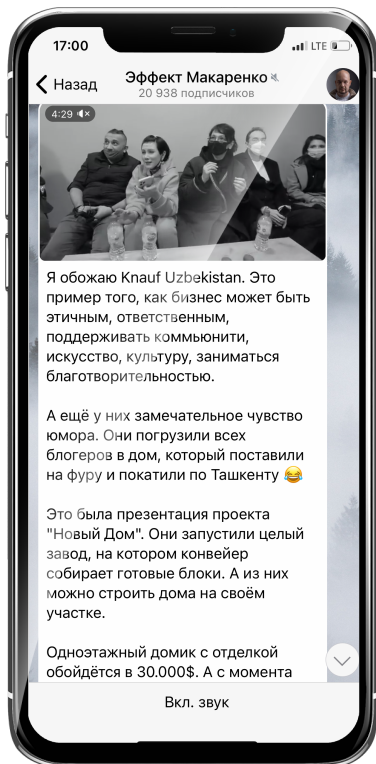 17:00
LTE
Назад
Эффект Макаренко
20 938 подписчиков
4:29
Я обожаю Knauf Uzbekistan. Это
пример того, как бизнес может быть
этичным, ответственным,
поддерживать коммьюнити,
искусство, культуру, заниматься
благотворительностью.
А ещё у них замечательное чувство
юмора. Они погрузили всех
блогеров в дом, который поставили
на фуру и покатили по Ташкенту 😂
Это была презентация проекта
"Новый Дом". Они запустили целый
завод, на котором конвейер
собирает готовые блоки. А из них
можно строить дома на своём
участке.
Одноэтажный домик с отделкой
обойдётся в 30.000$. А с момента
Вкл. звук